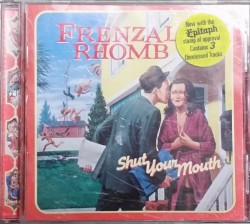 FRENZAL
RHOMB
Now with the
Epitaph
stamp of approval
Contains 3
Unreleased Tracks
Shut Your Mouth